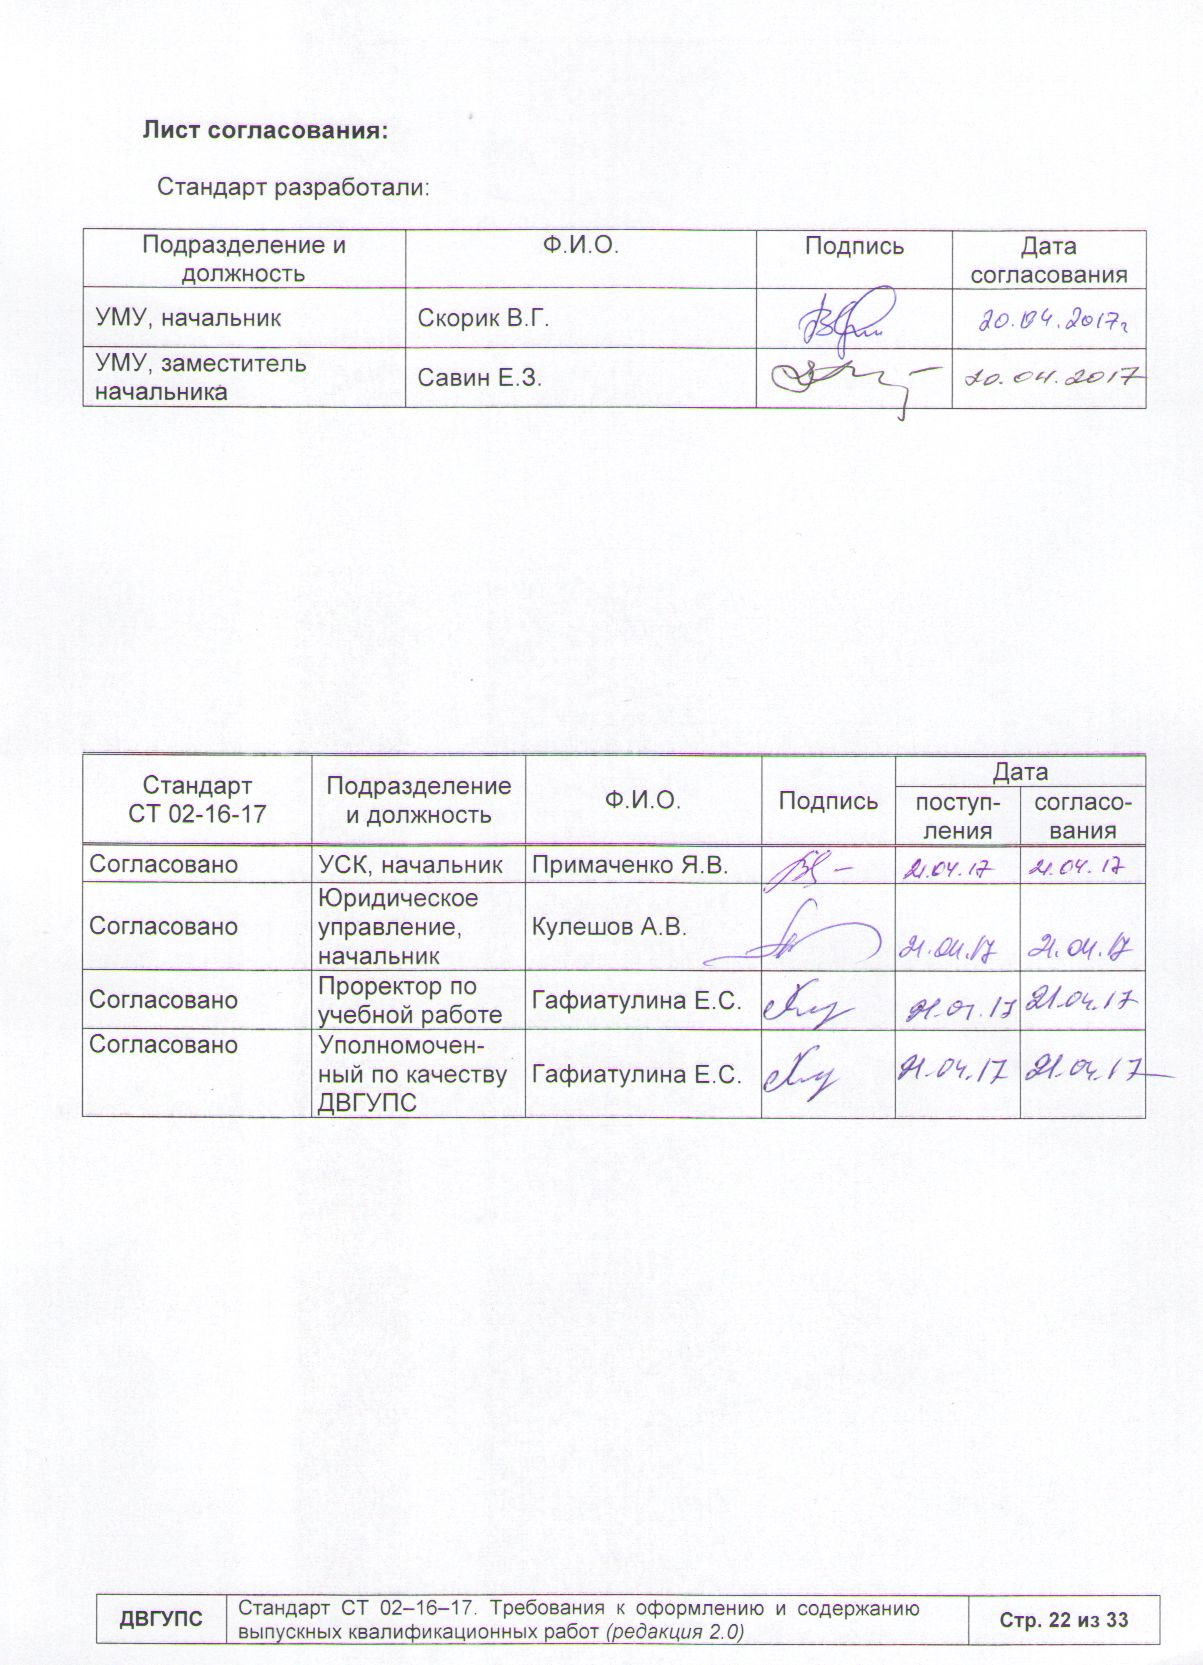 Лист согласования:
Стандарт разработали:
Подразделение и должность Ф.И.О. Подпись Дата согласования
УМУ, начальник Скорик В.Г. 20.04.2017г
УМУ, заместитель начальника Савин Е.З. 20.04.2017
Стандарт СТ 02-16-17 Подразделение и должность Ф.И.О. Подпись Дата
поступ-ления согласо-вания
Согласовано УСК, начальник Примаченко Я.В. 21.04.17 21.04.17
Согласовано Юридическое управление, начальник Кулешов А.В. 21.04.17 21.04.17
Согласовано Проректор по учебной работе Гафиатулина Е.С. 21.04.17 21.04.17
Согласовано Уполномочен-ный по качеству ДВГУПС Гафиатулина Е.С. 21.04.17 21.04.17
ДВГУПС Стандарт СТ 02–16–17. Требования к оформлению и содержанию
выпускных квалификационных работ (редакция 2.0) Стр. 22 из 33